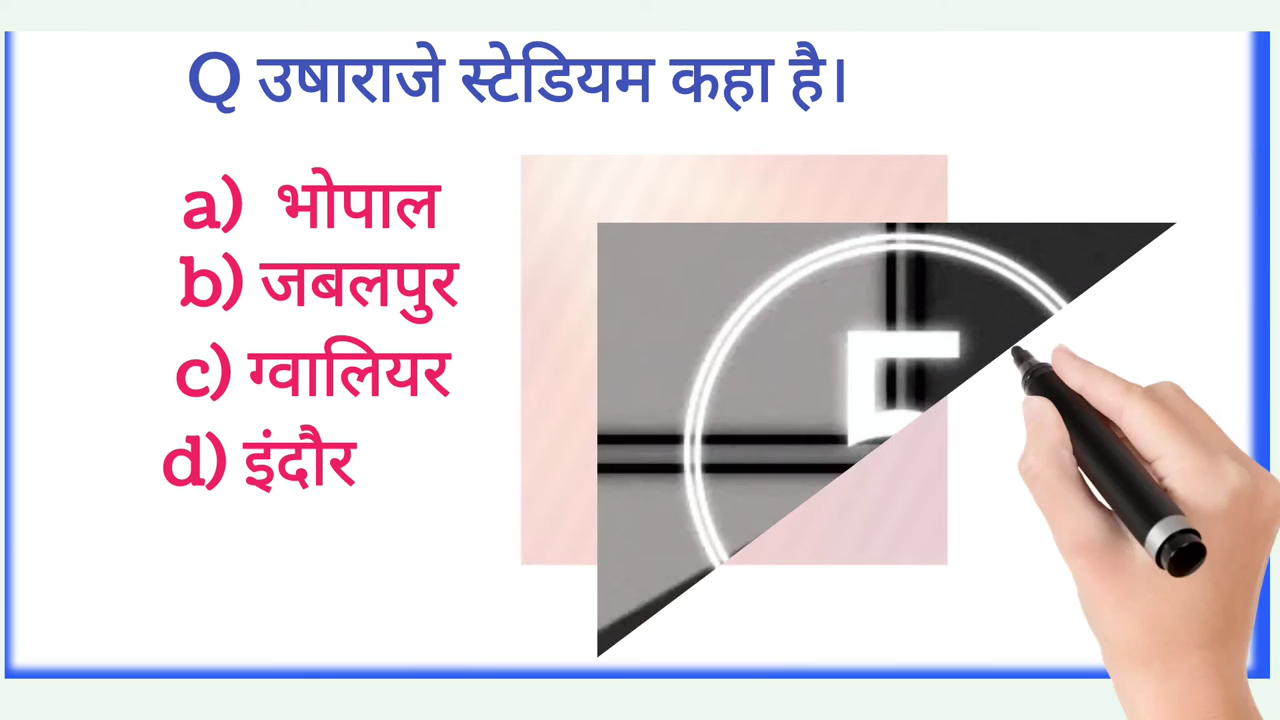 Q उषाराजे स्टेडियम कहा है।
a) भोपाल
b) जबलपुर
c) ग्वालियर
d) इंदौर